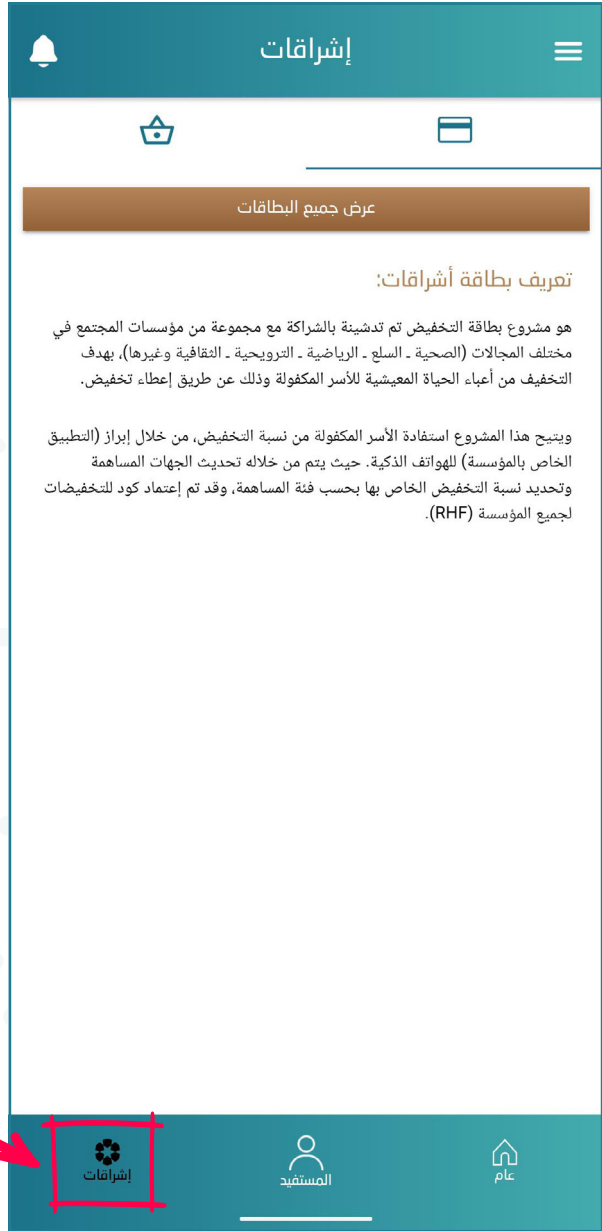 إشراقات
عرض جميع البطاقات
تعريف بطاقة أشراقات:
هو مشروع بطاقة التخفيض تم تدشينة بالشراكة مع مجموعة من مؤسسات المجتمع في
مختلف المجالات (الصحية ـ السلع ـ الرياضية ـ الترويحية ـ الثقافية وغيرها)، بهدف
التخفيف من أعباء الحياة المعيشية للأسر المكفولة وذلك عن طريق إعطاء تخفيض.
ويتيح هذا المشروع استفادة الأسر المكفولة من نسبة التخفيض، من خلال إبراز (التطبيق
الخاص بالمؤسسة) للهواتف الذكية. حيث يتم من خلاله تحديث الجهات المساهمة
وتحديد نسبة التخفيض الخاص بها بحسب فئة المساهمة، وقد تم إعتماد كود للتخفيضات
لجميع المؤسسة (RHF).
عام
المستفيد
إشراقات